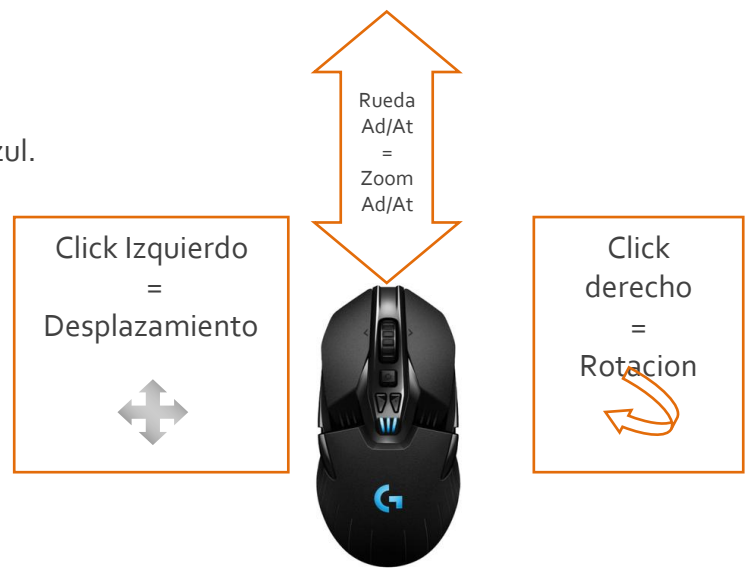 Rueda
Ad/At
=
Zoom
Ad/At
zul.
Click Izquierdo
=
Desplazamiento
Click
derecho
=
Rotacion
G